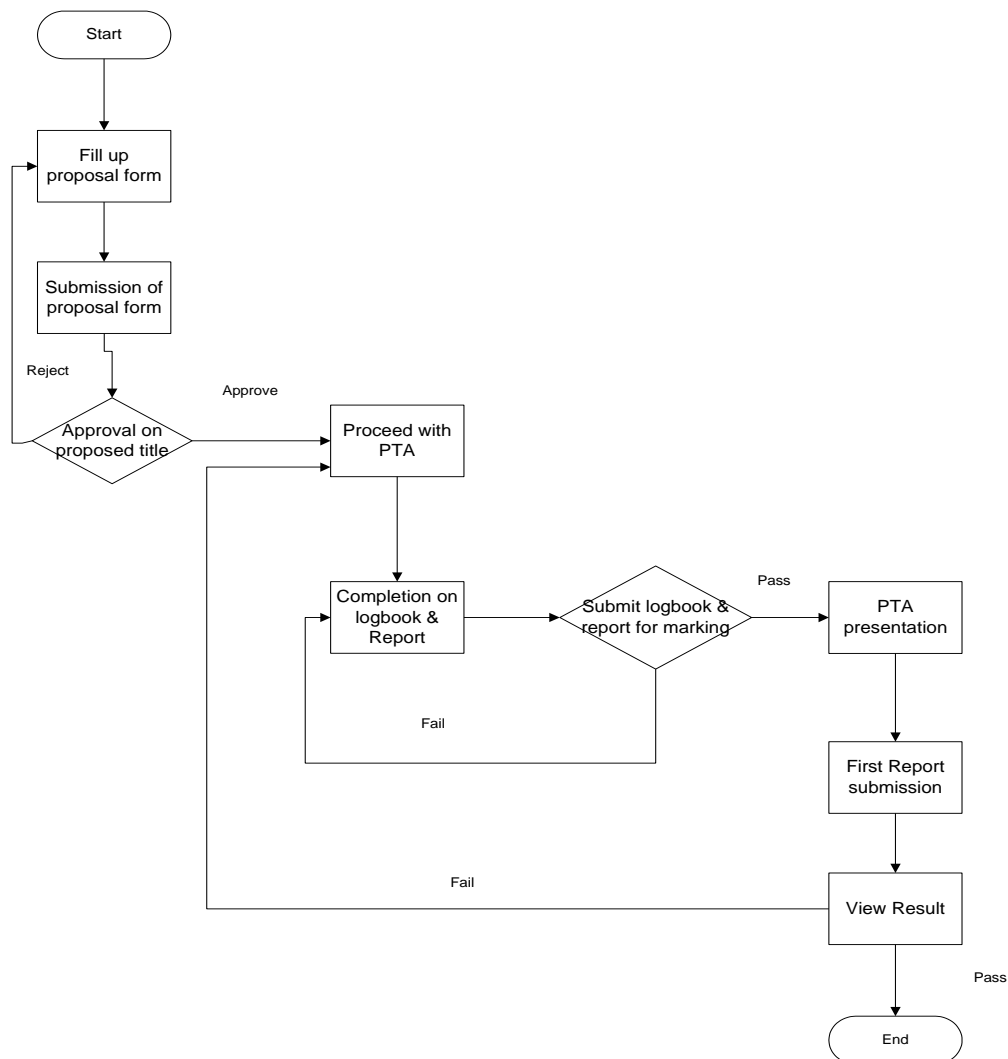 Start
Fill up
proposal form
Submission of
proposal form
Reject
Approve
Approval on
proposed title
Proceed with
PTA
Completion on
logbook &
Report
Submit logbook &
report for marking
Pass
PTA
presentation
Fail
First Report
submission
Fail
View Result
Pass
End